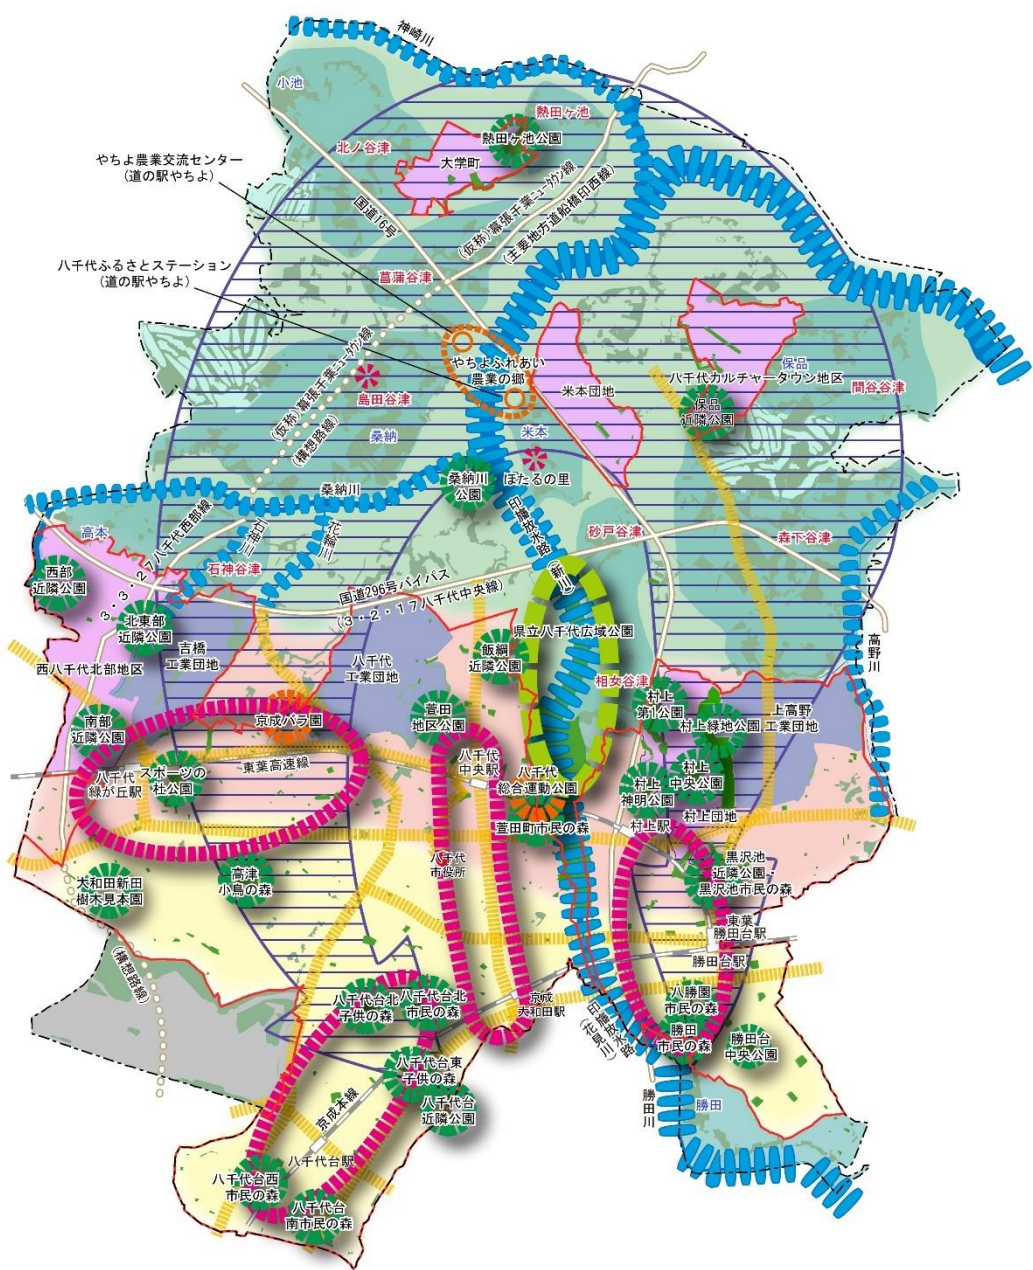 神崎川
小池
熱田ヶ池
熱田ヶ池公園
北ノ谷津
大学町
やちよ農業交流センター
(道の駅やちよ)
国道16号
(仮称)幕張千葉ニュータウン線
(主要地方道船橋印西線)
八千代ふるさとステーション
(道の駅やちよ)
菖蒲谷津
(仮称)幕張千葉ニュータウン線
(構想路線)
やちよふれあい
農業の郷
島田谷津
米本団地
保品
八千代カルチャータウン地区
間谷谷津
保品
近隣公園
桑納
米本
ほたるの里
桑納川
桑納川
公園
印旛放水路
(新川)
高本
3・3・27八千代西部線
石神谷津
砂戸谷津
森下谷津
西部
近隣公園
国道296号バイパス
(3・2・17八千代中央線)
北東部
近隣公園
吉橋
工業団地
西八千代北部地区
八千代
工業団地
飯綱
近隣公園
県立八千代広域公園
高野川
相女谷津
村上
第1公園
村上緑地公園
上高野
工業団地
南部
近隣公園
京成バラ園
萱田
地区公園
八千代
緑が丘駅
スポーツの
杜公園
東葉高速線
八千代
中央駅
八千代
総合運動公園
萱田町市民の森
村上
神明公園
村上
中央公園
村上駅
村上団地
八千代
市役所
高津
小鳥の森
大和田新田
樹木見本園
黒沢池
近隣公園
黒沢池市民の森
東葉
勝田台駅
勝田台駅
(構想路線)
八千代台北
子供の森
八千代台北
市民の森
京成
大和田駅
印旛放水路
(花見川)
八勝園
市民の森
勝田
市民の森
勝田台
中央公園
八千代台東
子供の森
八千代台
近隣公園
京成本線
勝田川
勝田
八千代台駅
八千代台西
市民の森
八千代台
南市民の森